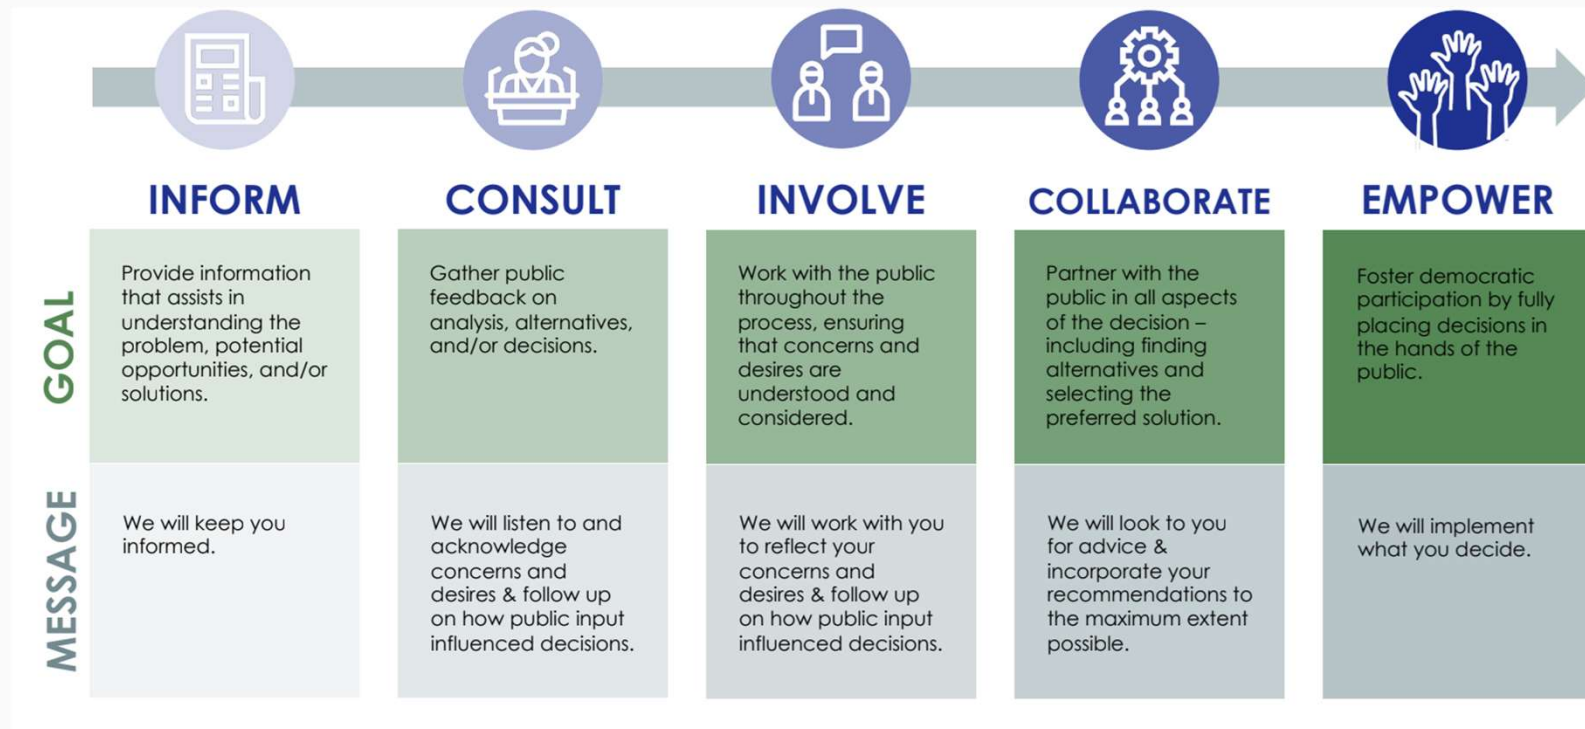 INFORM
CONSULT
INVOLVE
COLLABORATE
EMPOWER
GOAL
Provide information
that assists in
understanding the
problem, potential
opportunities, and/or
solutions.
Gather public
feedback on
analysis, alternatives,
and/or decisions.
Work with the public
throughout the
process, ensuring
that concerns and
desires are
understood and
considered.
Partner with the
public in all aspects
of the decision –
including finding
alternatives and
selecting the
preferred solution.
Foster democratic
participation by fully
placing decisions in
the hands of the
public.
MESSAGE
We will keep you
informed.
We will listen to and
acknowledge
concerns and
desires & follow up
on how public input
influenced decisions.
We will work with you
to reflect your
concerns and
desires & follow up
on how public input
influenced decisions.
We will look to you
for advice &
incorporate your
recommendations to
the maximum extent
possible.
We will implement
what you decide.